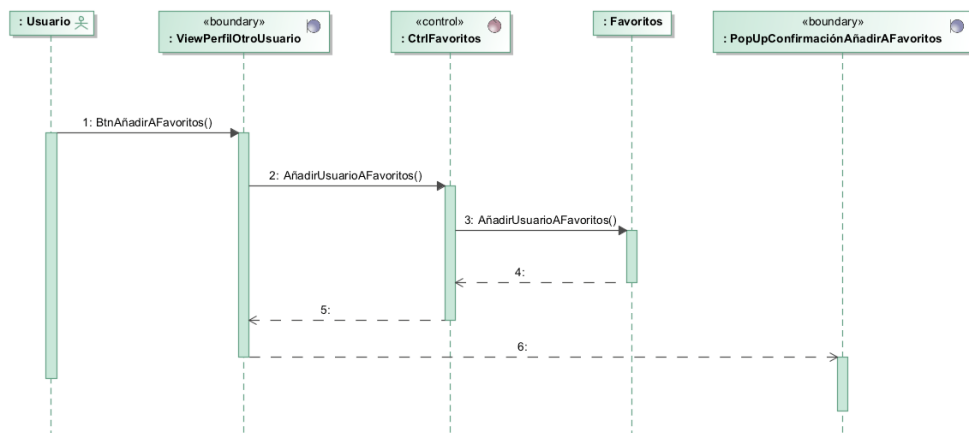 : Usuario
«boundary»
: ViewPerfilOtroUsuario
«control»
: CtrlFavoritos
: Favoritos
«boundary»
: PopUpConfirmaciónAñadirAFavoritos
1: BtnAñadirAFavoritos()
2: AñadirUsuarioAFavoritos()
3: AñadirUsuarioAFavoritos()
4:
5:
6: